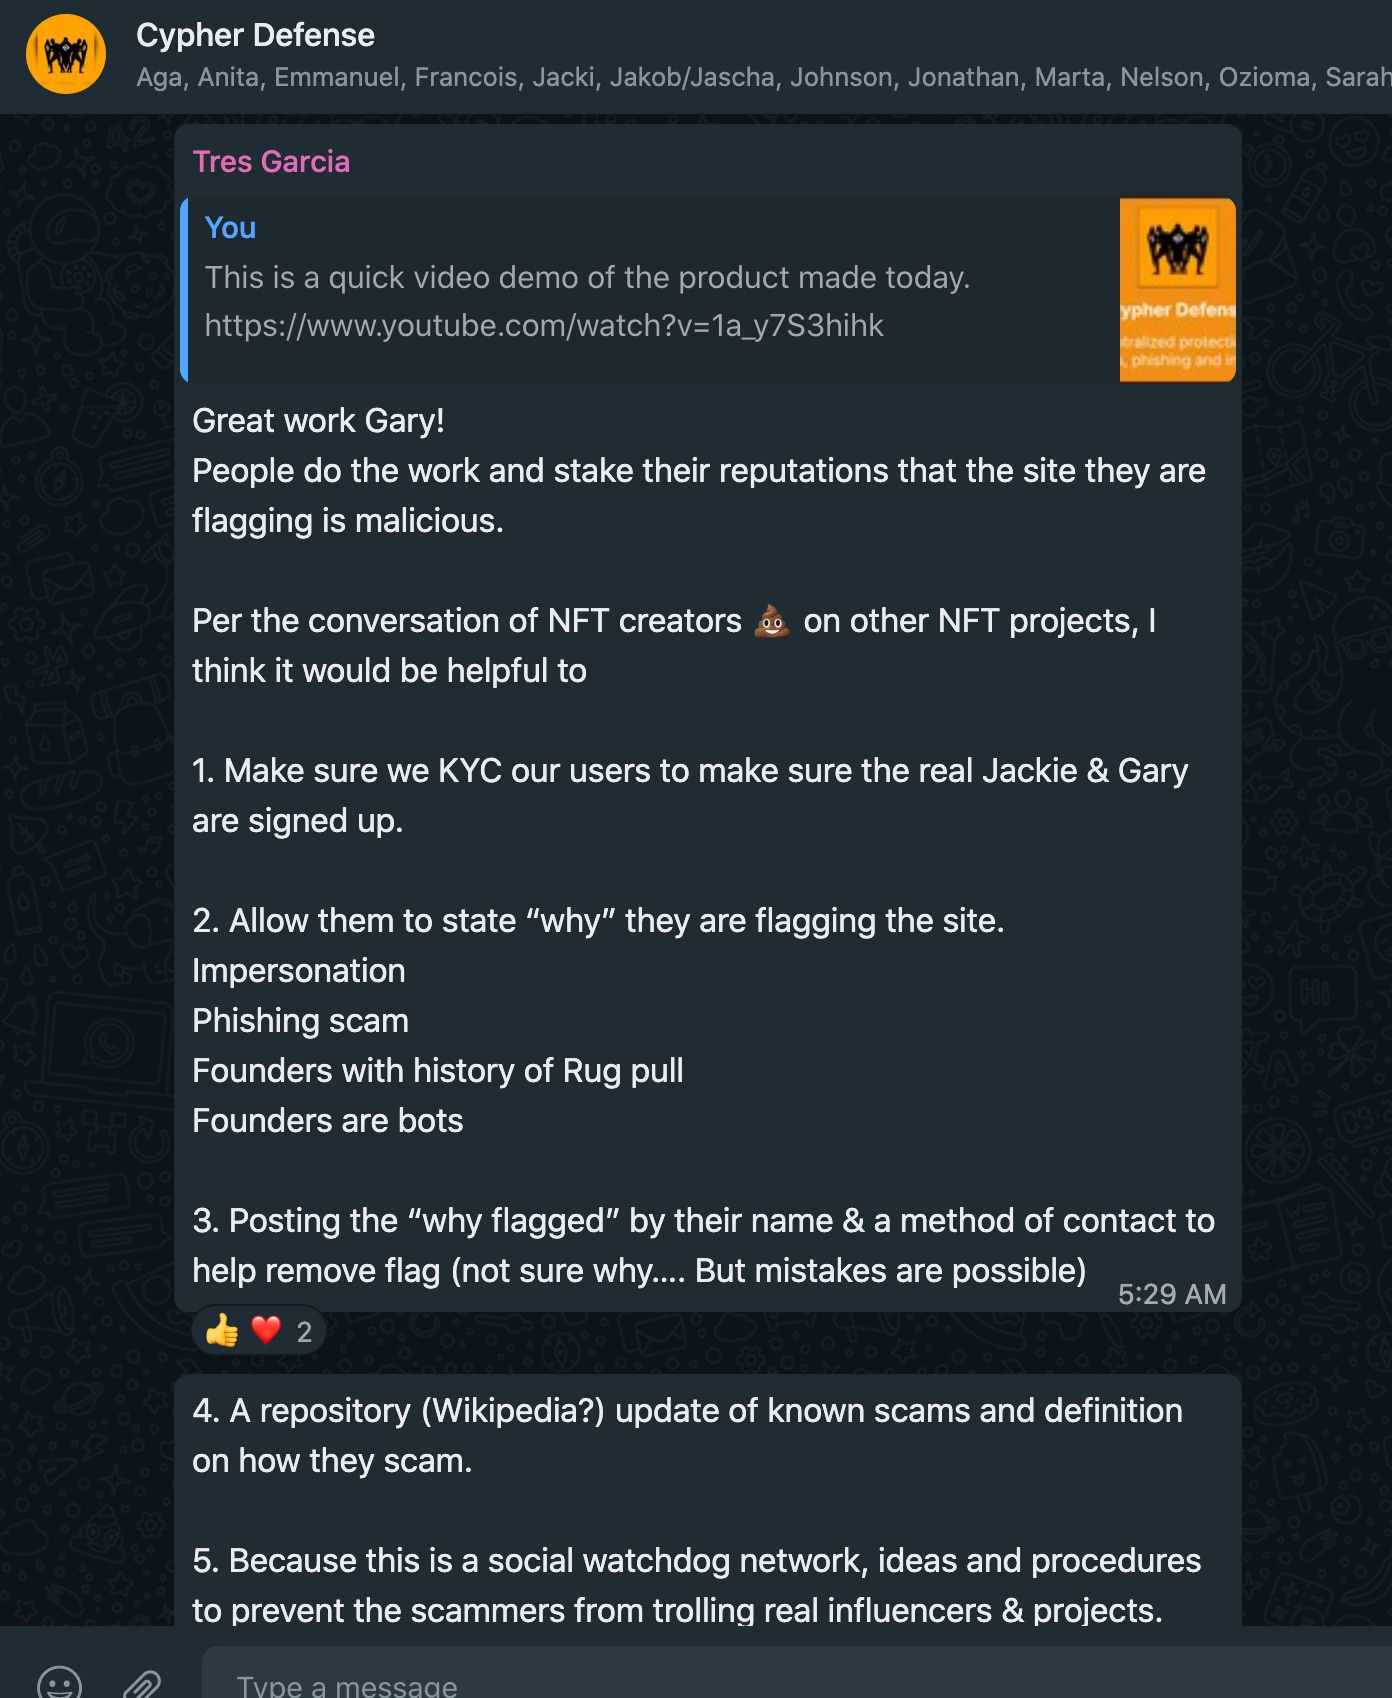 Cypher Defense
Aga, Anita, Emmanuel, Francois, Jacki, Jakob/Jascha, Johnson, Jonathan, Marta, Nelson, Ozioma, Sarah
Tres Garcia
You
This is a quick video demo of the product made today.
https://www.youtube.com/watch?v=1a_y7S3hihk
ypher Defens
tralized protecti
, phishing and i
Great work Gary!
People do the work and stake their reputations that the site they are
flagging is malicious.
Per the conversation of NFT creators 💩 on other NFT projects, I
think it would be helpful to
1. Make sure we KYC our users to make sure the real Jackie & Gary
are signed up.
2. Allow them to state “why” they are flagging the site.
Impersonation
Phishing scam
Founders with history of Rug pull
Founders are bots
3. Posting the “why flagged” by their name & a method of contact to
help remove flag (not sure why.... But mistakes are possible)
5:29 AM
👍 ❤️ 2
4. A repository (Wikipedia?) update of known scams and definition
on how they scam.
5. Because this is a social watchdog network, ideas and procedures
to prevent the scammers from trolling real influencers & projects.
Type a message